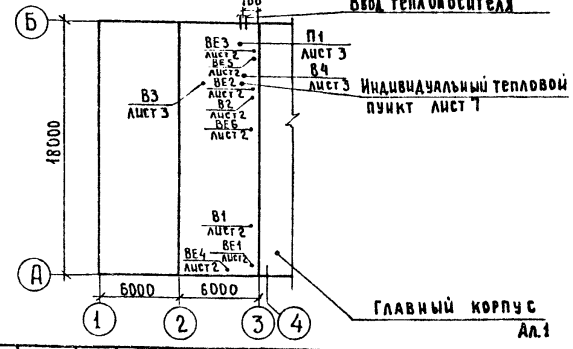 Ввод теплоносителя
Б
ВЕ3
лист 2
ВЕ5
лист 2
ВЕ2
лист 2
В2
лист 2
ВЕ6
лист 2
П1
лист 3
В4
лист 3
Индивидуальный тепловой
пункт лист 7
В3
лист 3
18000
В1
лист 2
ВЕ4
лист 2
ВЕ1
лист 2
А
6000
6000
1
2
3
4
Главный корпус
Ал.1